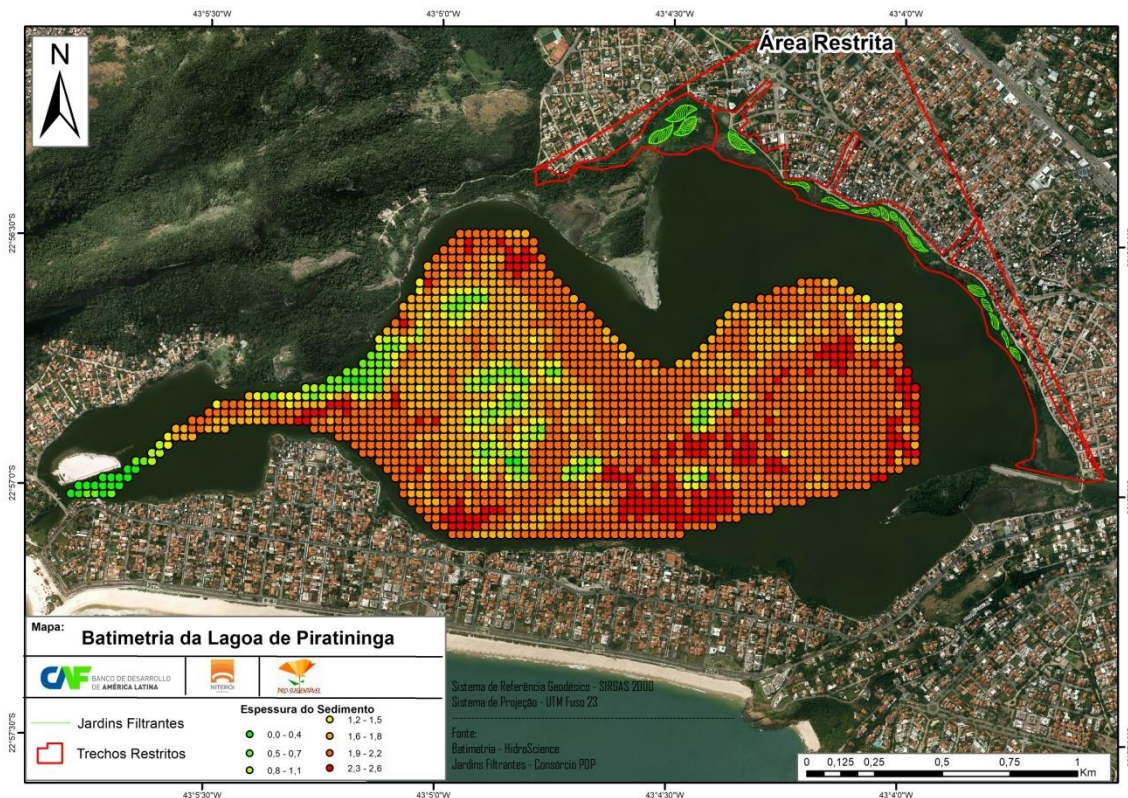 43°5'30"W 43°5'0"W 43°4'30"W 43°4'0"W
N
Área Restrita
22°56'30"S
22°57'0"S
22°57'30"S
Mapa:
Batimetria da Lagoa de Piratininga
CAF BANCO DE DESARROLLO
DE AMÉRICA LATINA
NITERÓI
PRO SUSTENTÁVEL
Jardins Filtrantes
Trechos Restritos
Espessura do Sedimento
0,0 - 0,4
0,5 - 0,7
0,8 - 1,1
1,2 - 1,5
1,6 - 1,8
1,9 - 2,2
2,3 - 2,6
Sistema de Referência Geodésico - SIRGAS 2000
Sistema de Projeção - UTM Fuso 23
Fonte:
Batimetria - HidroScience
Jardins Filtrantes - Consórcio PDP
0 0,125 0,25 0,5 0,75 1
Km
43°5'30"W 43°5'0"W 43°4'30"W 43°4'0"W